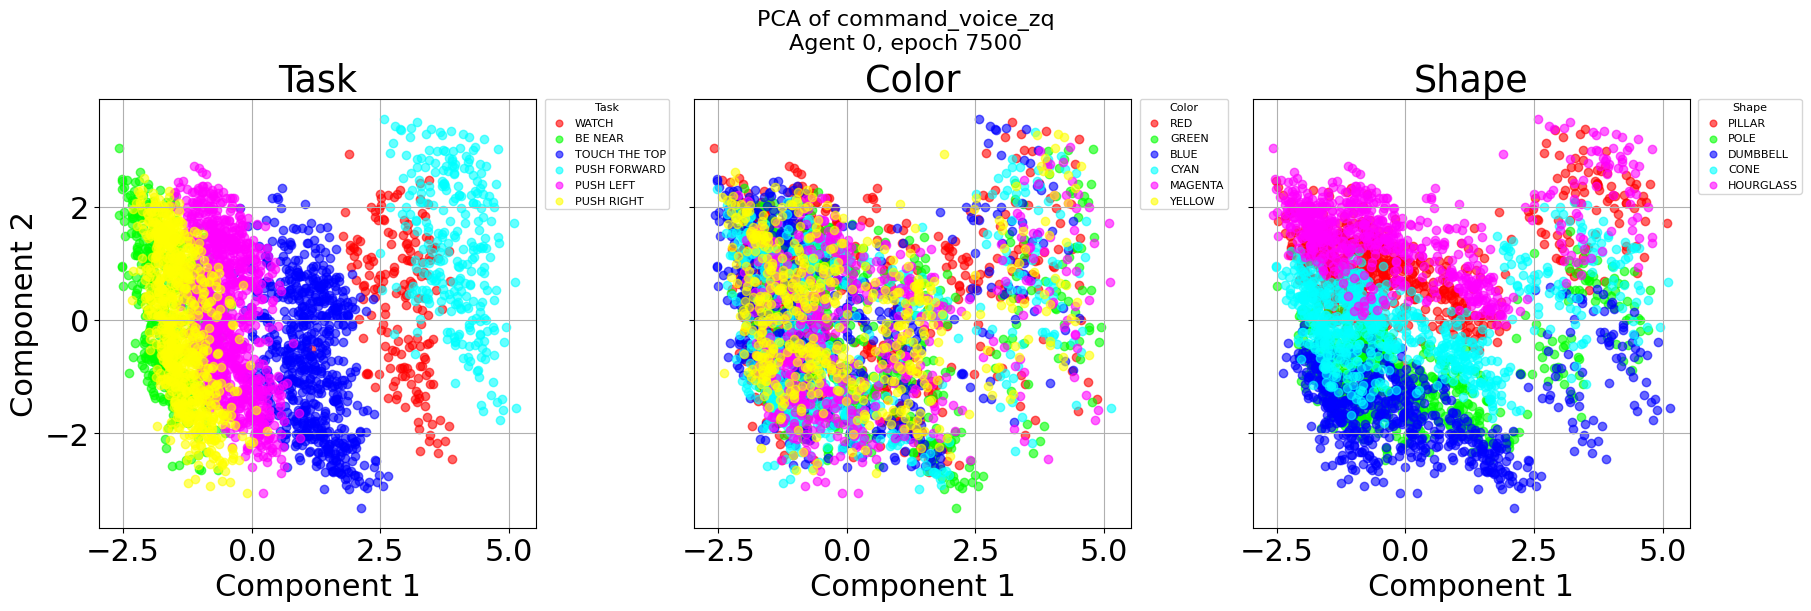 PCA of command_voice_zq
Agent 0, epoch 7500
Task
Component 2
2
0
−2
−2.5 0.0 2.5 5.0
Component 1
Task
WATCH
BE NEAR
TOUCH THE TOP
PUSH FORWARD
PUSH LEFT
PUSH RIGHT
Color
−2.5 0.0 2.5 5.0
Component 1
Color
RED
GREEN
BLUE
CYAN
MAGENTA
YELLOW
Shape
−2.5 0.0 2.5 5.0
Component 1
Shape
PILLAR
POLE
DUMBBELL
CONE
HOURGLASS